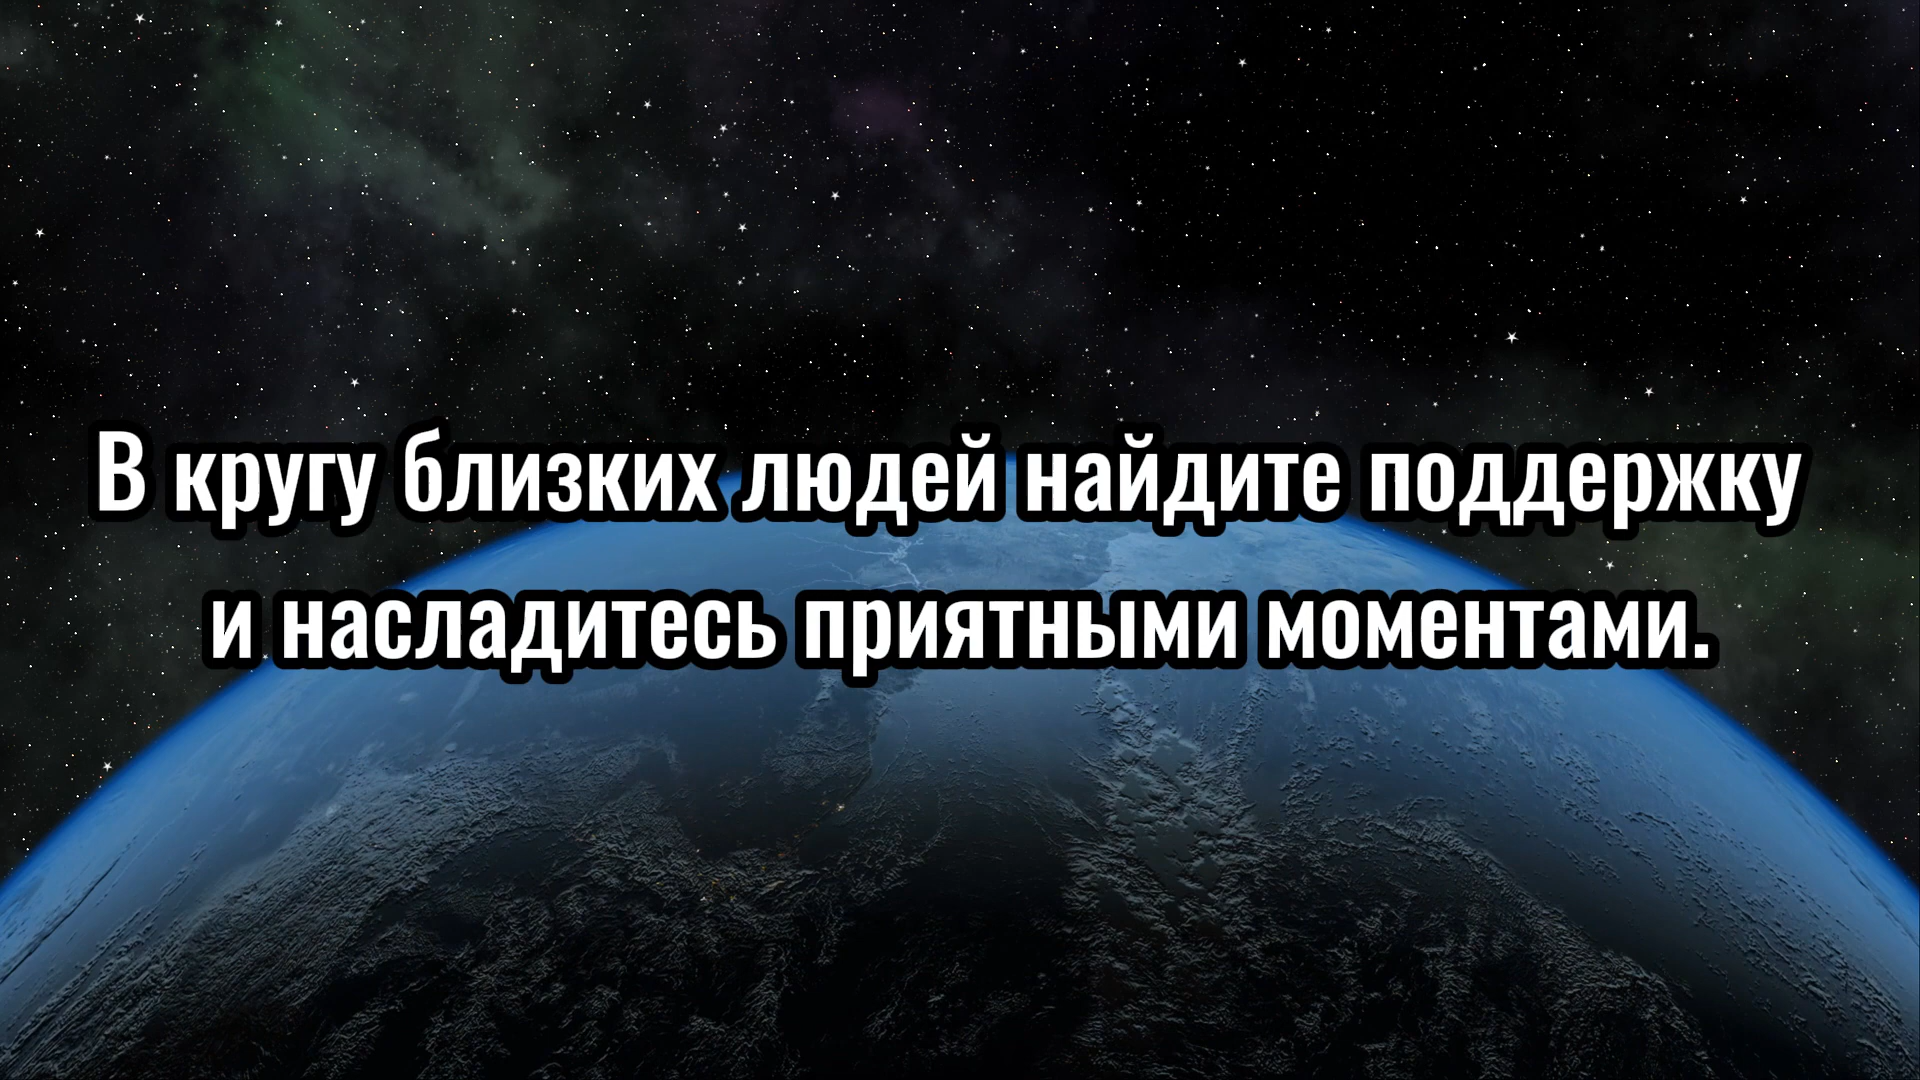 В кругу близких людей найдите поддержку
и насладитесь приятными моментами.